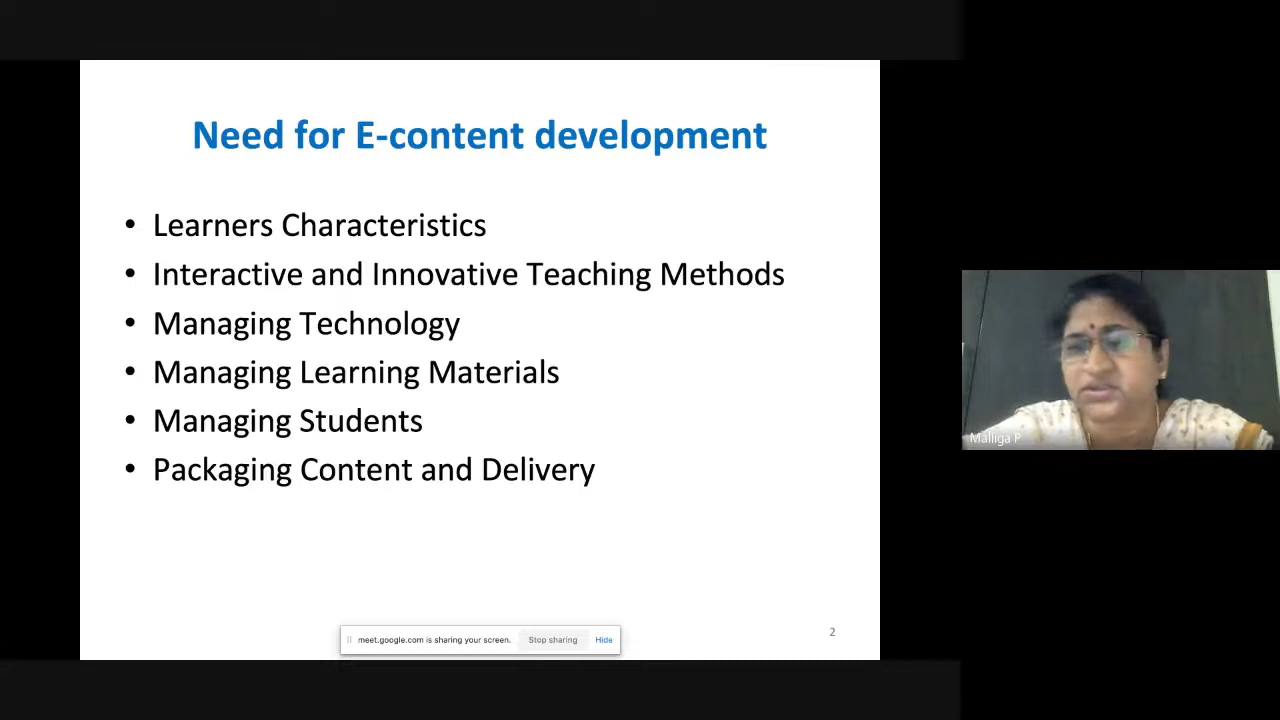 Need for E-content development
• Learners Characteristics
• Interactive and Innovative Teaching Methods
• Managing Technology
• Managing Learning Materials
• Managing Students
• Packaging Content and Delivery
meet.google.com is sharing your screen. Stop sharing Hide
2
Malliga P